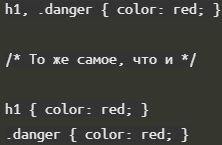 h1, .danger { color: red; }
/* То же самое, что и */
h1 { color: red; }
.danger { color: red; }